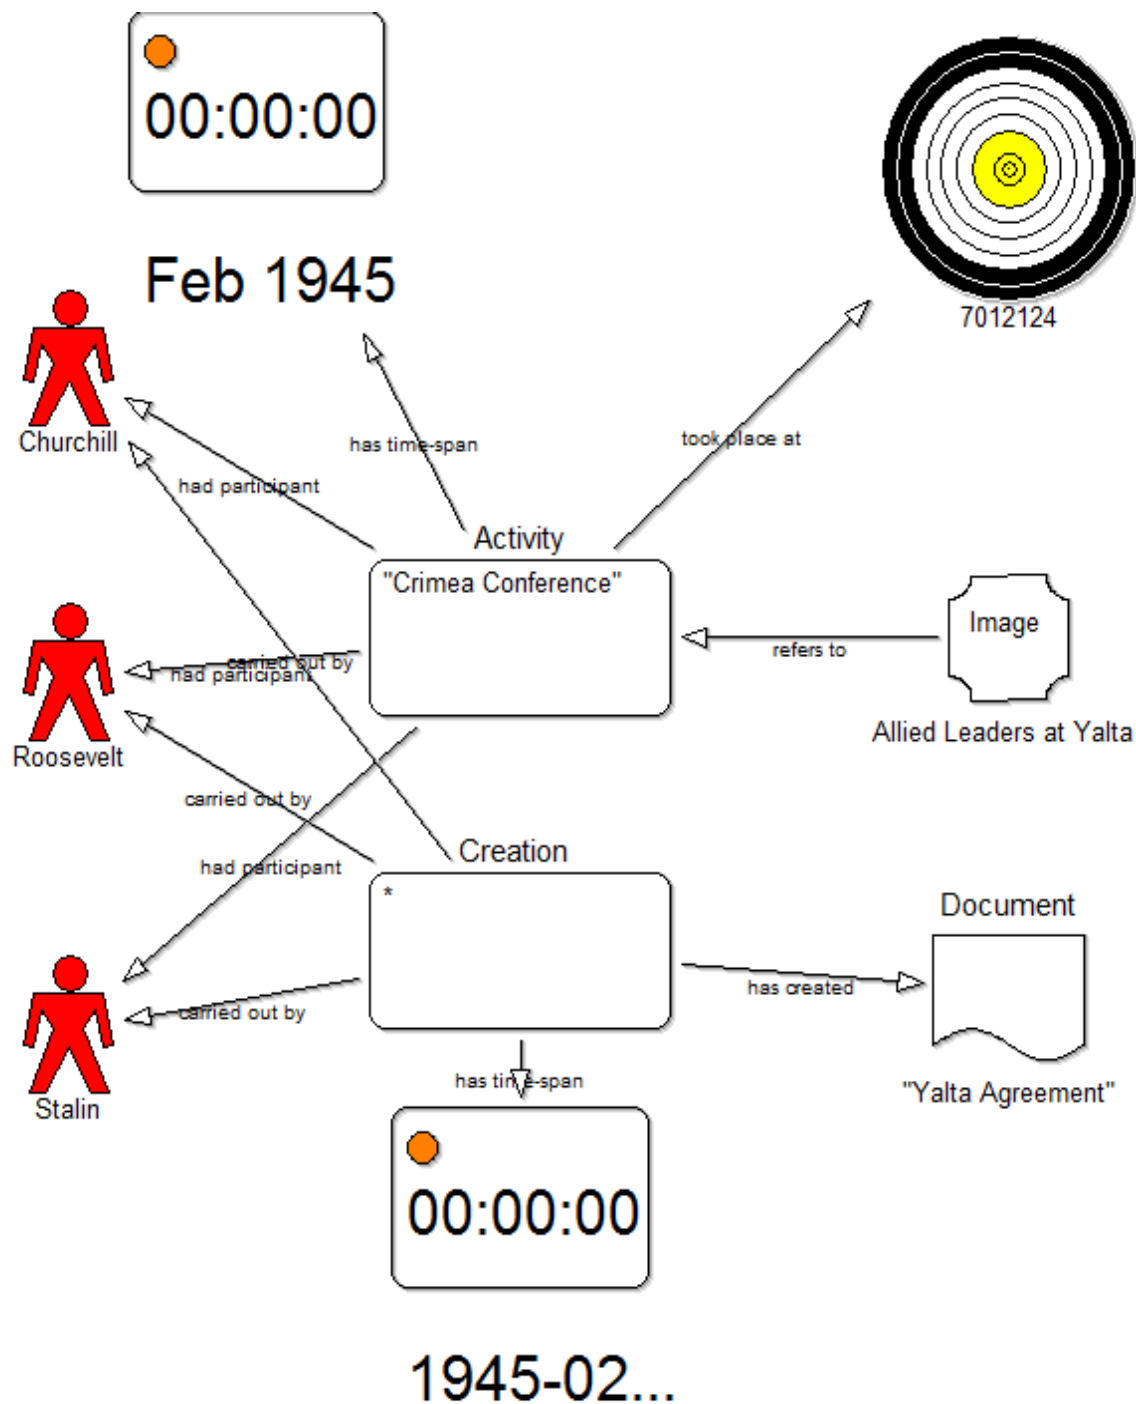 00:00:00
Feb 1945
7012124
Churchill
has time-span
took place at
had participant
Activity
"Crimea Conference"
Image
refers to
carried out by
had participant
Allied Leaders at Yalta
Roosevelt
carried out by
Creation
had participant
*
Document
has created
carried out by
Stalin
has time-span
"Yalta Agreement"
00:00:00
1945-02...